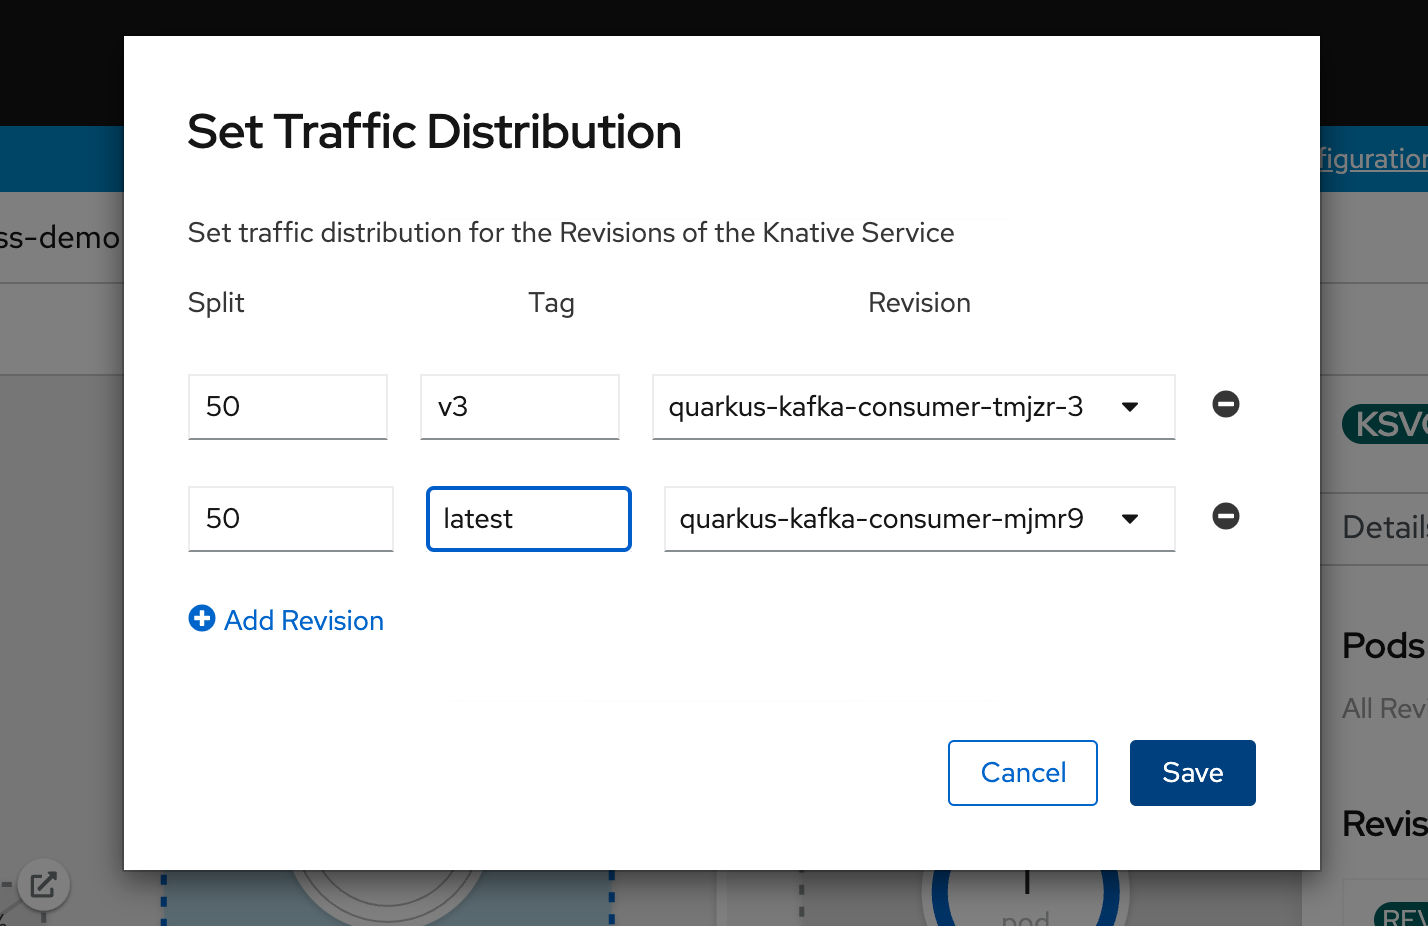 figuration
ss-demo
Set Traffic Distribution
Set traffic distribution for the Revisions of the Knative Service
Split Tag Revision
50 v3 quarkus-kafka-consumer-tmjzr-3
50 latest quarkus-kafka-consumer-mjmr9
Add Revision
Cancel Save
KSV
Details
Pods
All Rev
Revis
REV
pod